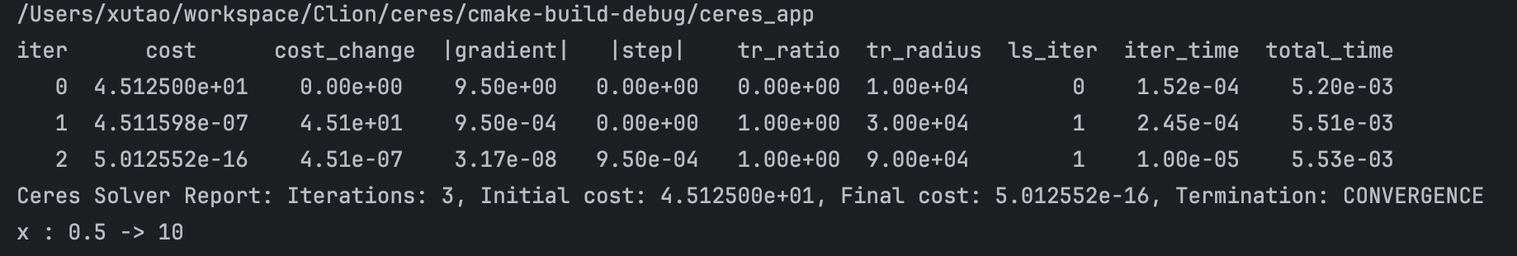 /Users/xutao/workspace/Clion/ceres/cmake-build-debug/ceres_app
iter      cost      cost_change  |gradient|   |step|    tr_ratio  tr_radius  ls_iter  iter_time  total_time
   0  4.512500e+01    0.00e+00    9.50e+00   0.00e+00   0.00e+00  1.00e+04        0    1.52e-04    5.20e-03
   1  4.511598e-07    4.51e+01    9.50e-04   0.00e+00   1.00e+00  3.00e+04        1    2.45e-04    5.51e-03
   2  5.012552e-16    4.51e-07    3.17e-08   9.50e-04   1.00e+00  9.00e+04        1    1.00e-05    5.53e-03
Ceres Solver Report: Iterations: 3, Initial cost: 4.512500e+01, Final cost: 5.012552e-16, Termination: CONVERGENCE
x : 0.5 -> 10